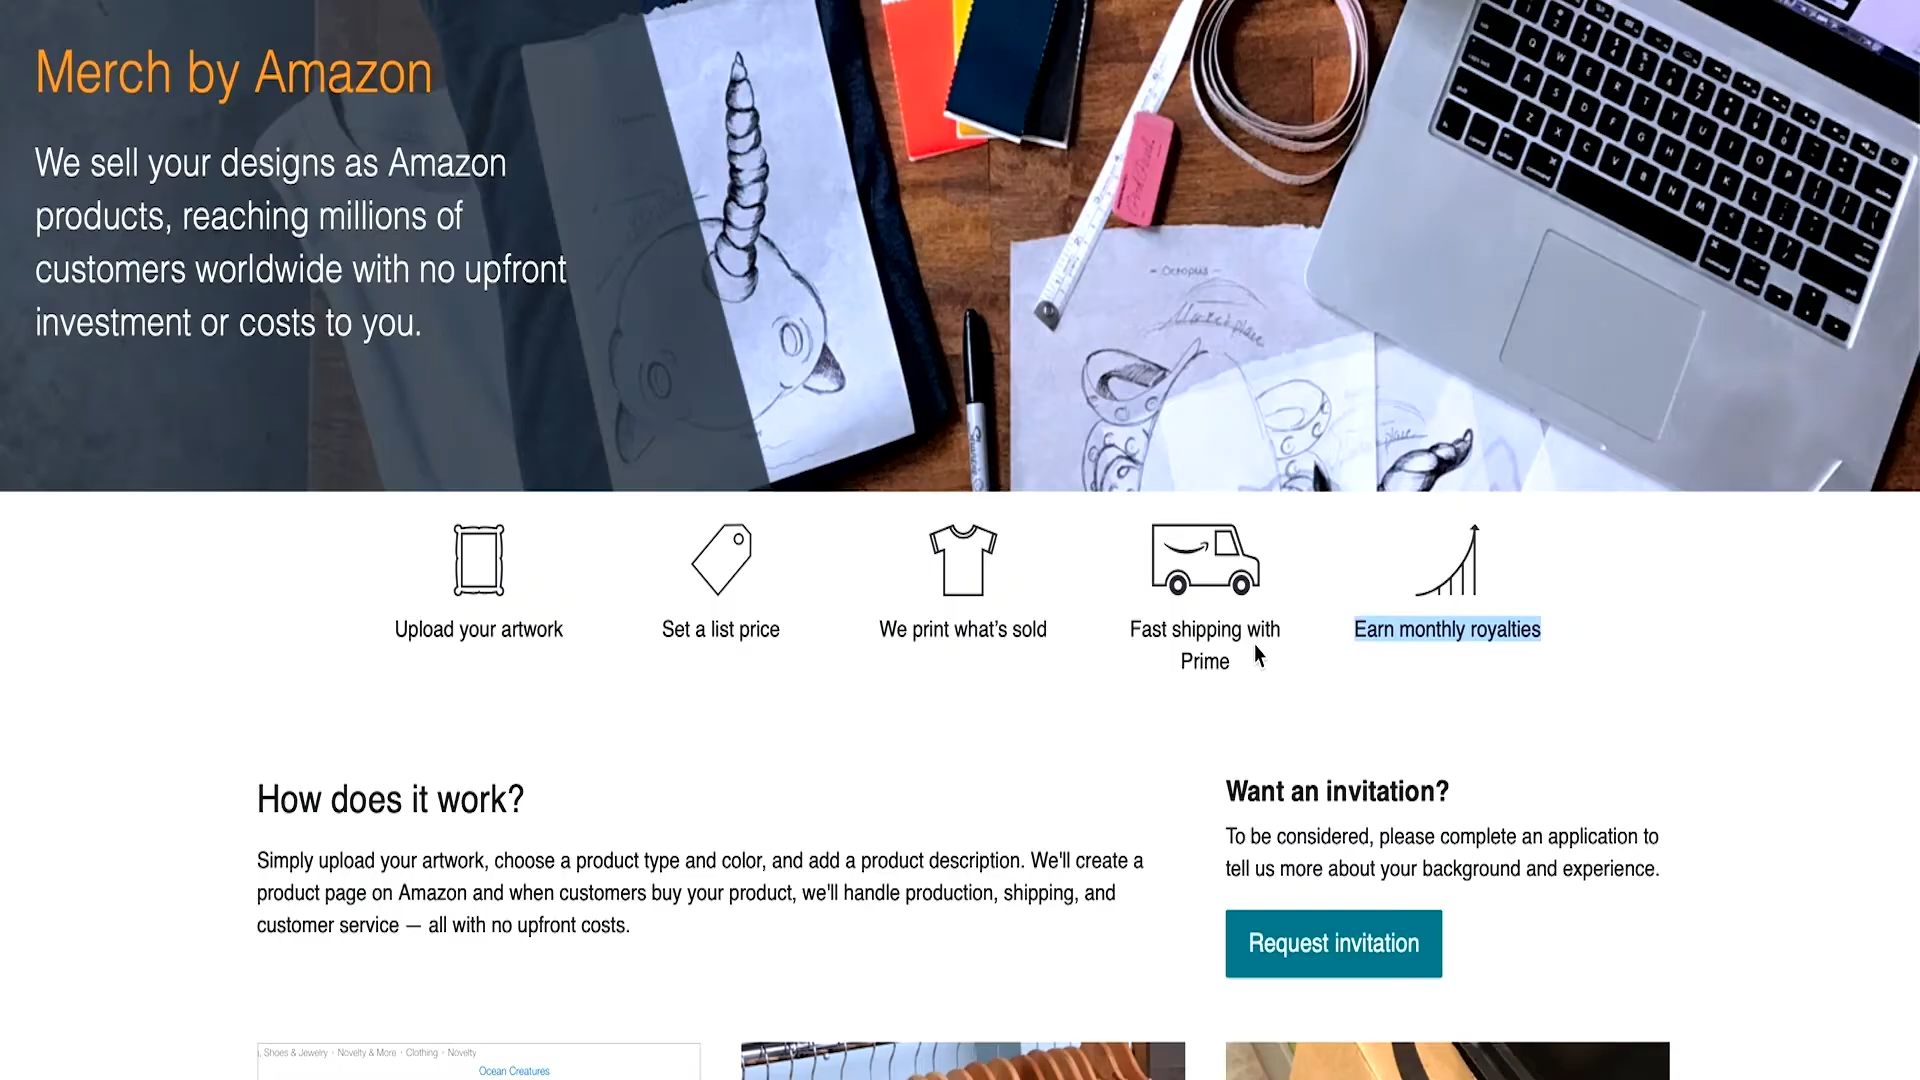 Merch by Amazon
We sell your designs as Amazon
products, reaching millions of
customers worldwide with no upfront
investment or costs to you.
- Octopus -
Marketplace
Upload your artwork
Set a list price
We print what's sold
Fast shipping with
Prime
Earn monthly royalties
How does it work?
Simply upload your artwork, choose a product type and color, and add a product description. We'll create a
product page on Amazon and when customers buy your product, we'll handle production, shipping, and
customer service — all with no upfront costs.
Want an invitation?
To be considered, please complete an application to
tell us more about your background and experience.
Request invitation
, Shoes & Jewelry · Novelty & More · Clothing · Novelty
Ocean Creatures